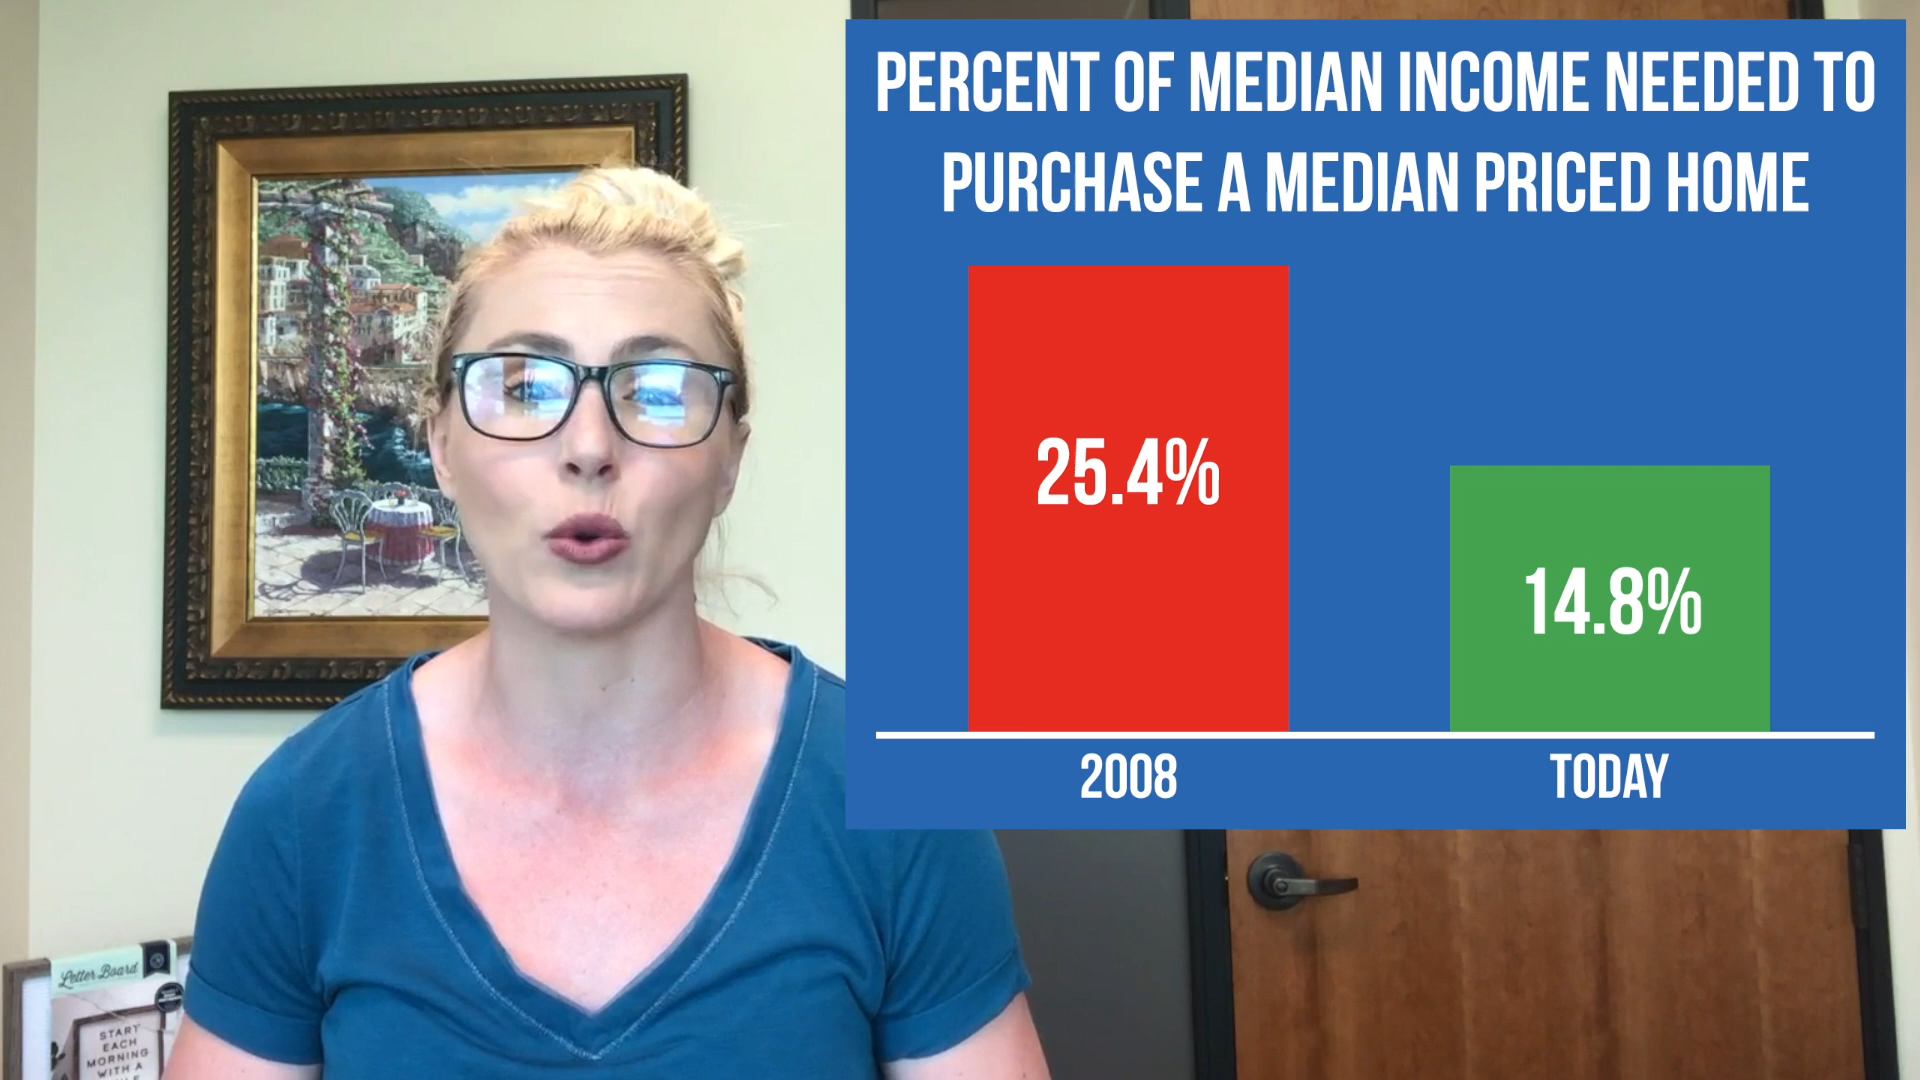 PERCENT OF MEDIAN INCOME NEEDED TO
PURCHASE A MEDIAN PRICED HOME
25.4%
14.8%
2008
TODAY
Letter Board
START
EACH
MORNING
WITH A